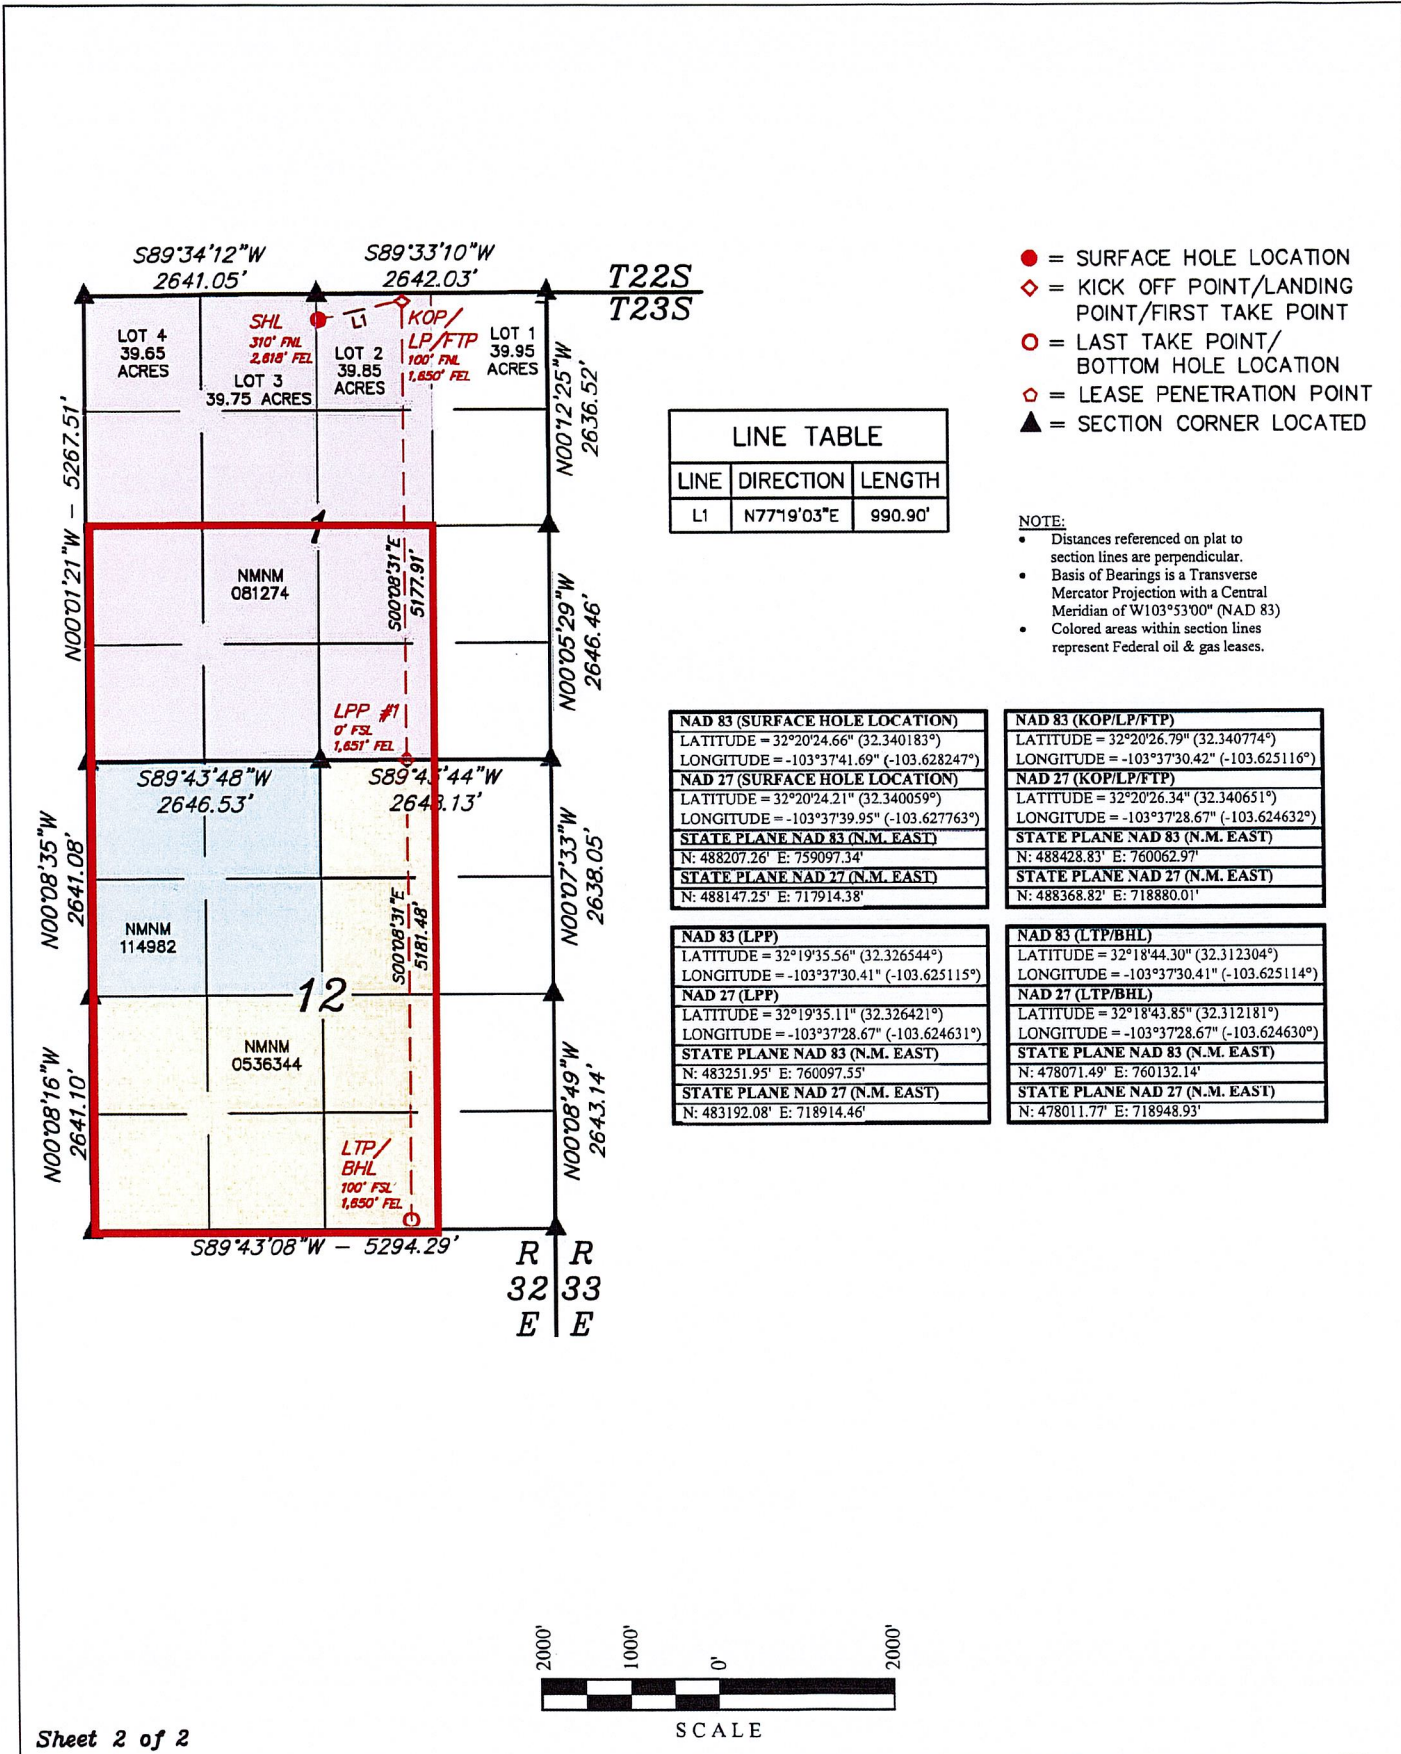 S89°34'12"W
2641.05'
S89°33'10"W
2642.03'
T22S
T23S
LOT 4
39.65
ACRES
SHL
310' FNL
2,618' FEL
LOT 3
39.75 ACRES
L1
LOT 2
39.85
ACRES
KOP/
LP/FTP
100' FNL
1,650' FEL
LOT 1
39.95
ACRES
N00°01'21"W - 5267.51'
N00°12'25"W
2636.52'
1
NMNM
081274
S00°08'31"E
5177.91'
N00°05'29"W
2646.46'
LPP #1
0' FSL
1,651' FEL
S89°43'48"W
2646.53'
2648.13'
N00°08'35"W
2641.08'
N00°07'33"W
2638.05'
NMNM
114982
S00°08'31"E
5181.48'
12
NMNM
0536344
N00°08'16"W
2641.10'
N00°08'49"W
2643.14'
LTP/
BHL
100' FSL
1,650' FEL
S89°43'08"W - 5294.29'
R R
32 33
E E
= SURFACE HOLE LOCATION
= KICK OFF POINT/LANDING
POINT/FIRST TAKE POINT
= LAST TAKE POINT/
BOTTOM HOLE LOCATION
= LEASE PENETRATION POINT
= SECTION CORNER LOCATED
LINE TABLE
LINE DIRECTION LENGTH
L1 N77°19'03"E 990.90'
NOTE:
• Distances referenced on plat to
section lines are perpendicular.
• Basis of Bearings is a Transverse
Mercator Projection with a Central
Meridian of W103°53'00" (NAD 83)
• Colored areas within section lines
represent Federal oil & gas leases.
NAD 83 (SURFACE HOLE LOCATION)
LATITUDE = 32°20'24.66" (32.340183°)
LONGITUDE = -103°37'41.69" (-103.628247°)
NAD 27 (SURFACE HOLE LOCATION)
LATITUDE = 32°20'24.21" (32.340059°)
LONGITUDE = -103°37'39.95" (-103.627763°)
STATE PLANE NAD 83 (N.M. EAST)
N: 488207.26' E: 759097.34'
STATE PLANE NAD 27 (N.M. EAST)
N: 488147.25' E: 717914.38'
NAD 83 (KOP/LP/FTP)
LATITUDE = 32°20'26.79" (32.340774°)
LONGITUDE = -103°37'30.42" (-103.625116°)
NAD 27 (KOP/LP/FTP)
LATITUDE = 32°20'26.34" (32.340651°)
LONGITUDE = -103°37'28.67" (-103.624632°)
STATE PLANE NAD 83 (N.M. EAST)
N: 488428.83' E: 760062.97'
STATE PLANE NAD 27 (N.M. EAST)
N: 488368.82' E: 718880.01'
NAD 83 (LPP)
LATITUDE = 32°19'35.56" (32.326544°)
LONGITUDE = -103°37'30.41" (-103.625115°)
NAD 27 (LPP)
LATITUDE = 32°19'35.11" (32.326421°)
LONGITUDE = -103°37'28.67" (-103.624631°)
STATE PLANE NAD 83 (N.M. EAST)
N: 483251.95' E: 760097.55'
STATE PLANE NAD 27 (N.M. EAST)
N: 483192.08' E: 718914.46'
NAD 83 (LTP/BHL)
LATITUDE = 32°18'44.30" (32.312304°)
LONGITUDE = -103°37'30.41" (-103.625114°)
NAD 27 (LTP/BHL)
LATITUDE = 32°18'43.85" (32.312181°)
LONGITUDE = -103°37'28.67" (-103.624630°)
STATE PLANE NAD 83 (N.M. EAST)
N: 478071.49' E: 760132.14'
STATE PLANE NAD 27 (N.M. EAST)
N: 478011.77' E: 718948.93'
2000' 1000' 0' 2000'
SCALE
Sheet 2 of 2